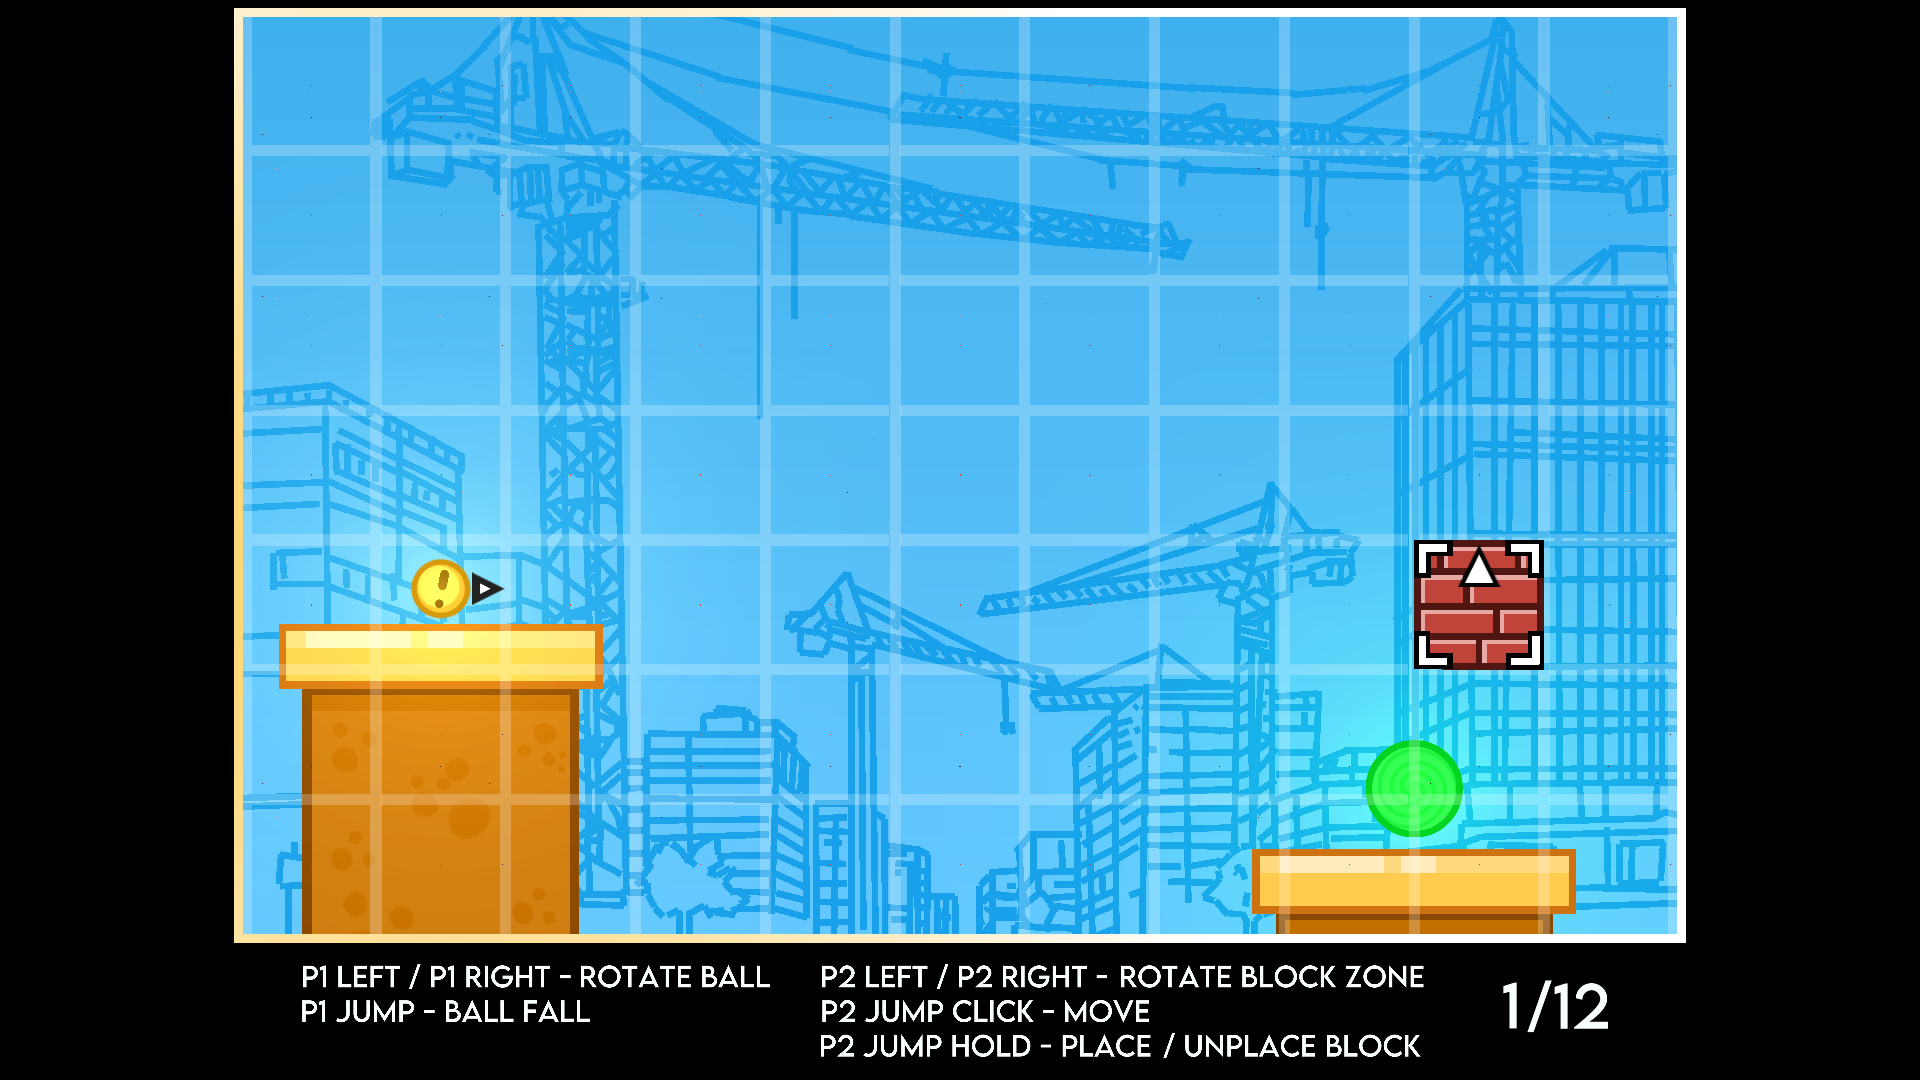 P1 LEFT / P1 RIGHT - ROTATE BALL
P1 JUMP - BALL FALL
P2 LEFT / P2 RIGHT - ROTATE BLOCK ZONE
P2 JUMP CLICK - MOVE
P2 JUMP HOLD - PLACE / UNPLACE BLOCK
1/12